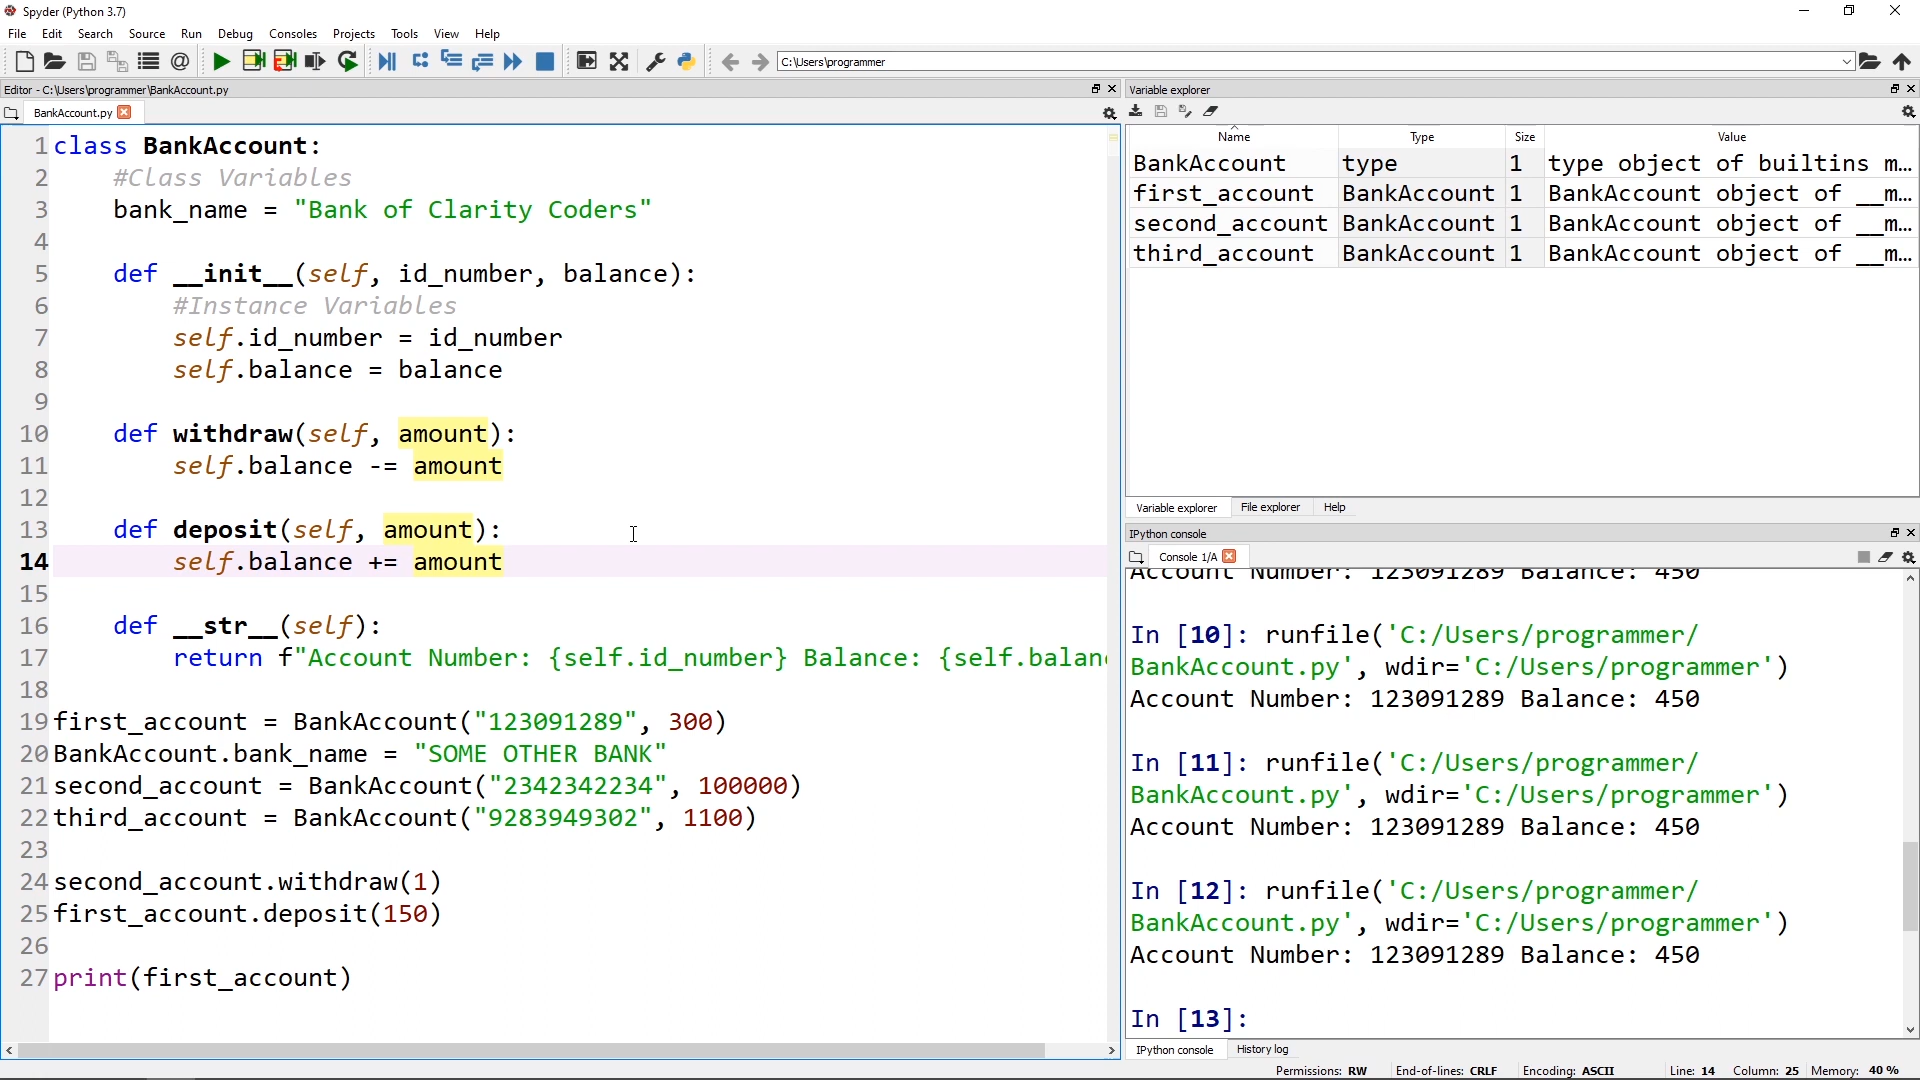 Spyder (Python 3.7)
File Edit Search Source Run Debug Consoles Projects Tools View Help
C:\Users\programmer
Editor - C:\Users\programmer\BankAccount.py
BankAccount.py
1 class BankAccount:
2 #Class Variables
3 bank_name = "Bank of Clarity Coders"
4
5 def __init__(self, id_number, balance):
6 #Instance Variables
7 self.id_number = id_number
8 self.balance = balance
9
10 def withdraw(self, amount):
11 self.balance -= amount
12
13 def deposit(self, amount):
14 self.balance += amount
15
16 def __str__(self):
17 return f"Account Number: {self.id_number} Balance: {self.balan
18
19 first_account = BankAccount("123091289", 300)
20 BankAccount.bank_name = "SOME OTHER BANK"
21 second_account = BankAccount("2342342234", 100000)
22 third_account = BankAccount("9283949302", 1100)
23
24 second_account.withdraw(1)
25 first_account.deposit(150)
26
27 print(first_account)
Variable explorer
Name Type Size Value
BankAccount type 1 type object of builtins m...
first_account BankAccount 1 BankAccount object of __m...
second_account BankAccount 1 BankAccount object of __m...
third_account BankAccount 1 BankAccount object of __m...
Variable explorer File explorer Help
IPython console
Console 1/A
Account Number: 123091289 Balance: 450
In [10]: runfile('C:/Users/programmer/
BankAccount.py', wdir='C:/Users/programmer')
Account Number: 123091289 Balance: 450
In [11]: runfile('C:/Users/programmer/
BankAccount.py', wdir='C:/Users/programmer')
Account Number: 123091289 Balance: 450
In [12]: runfile('C:/Users/programmer/
BankAccount.py', wdir='C:/Users/programmer')
Account Number: 123091289 Balance: 450
In [13]:
IPython console History log
Permissions: RW End-of-lines: CRLF Encoding: ASCII Line: 14 Column: 25 Memory: 40 %